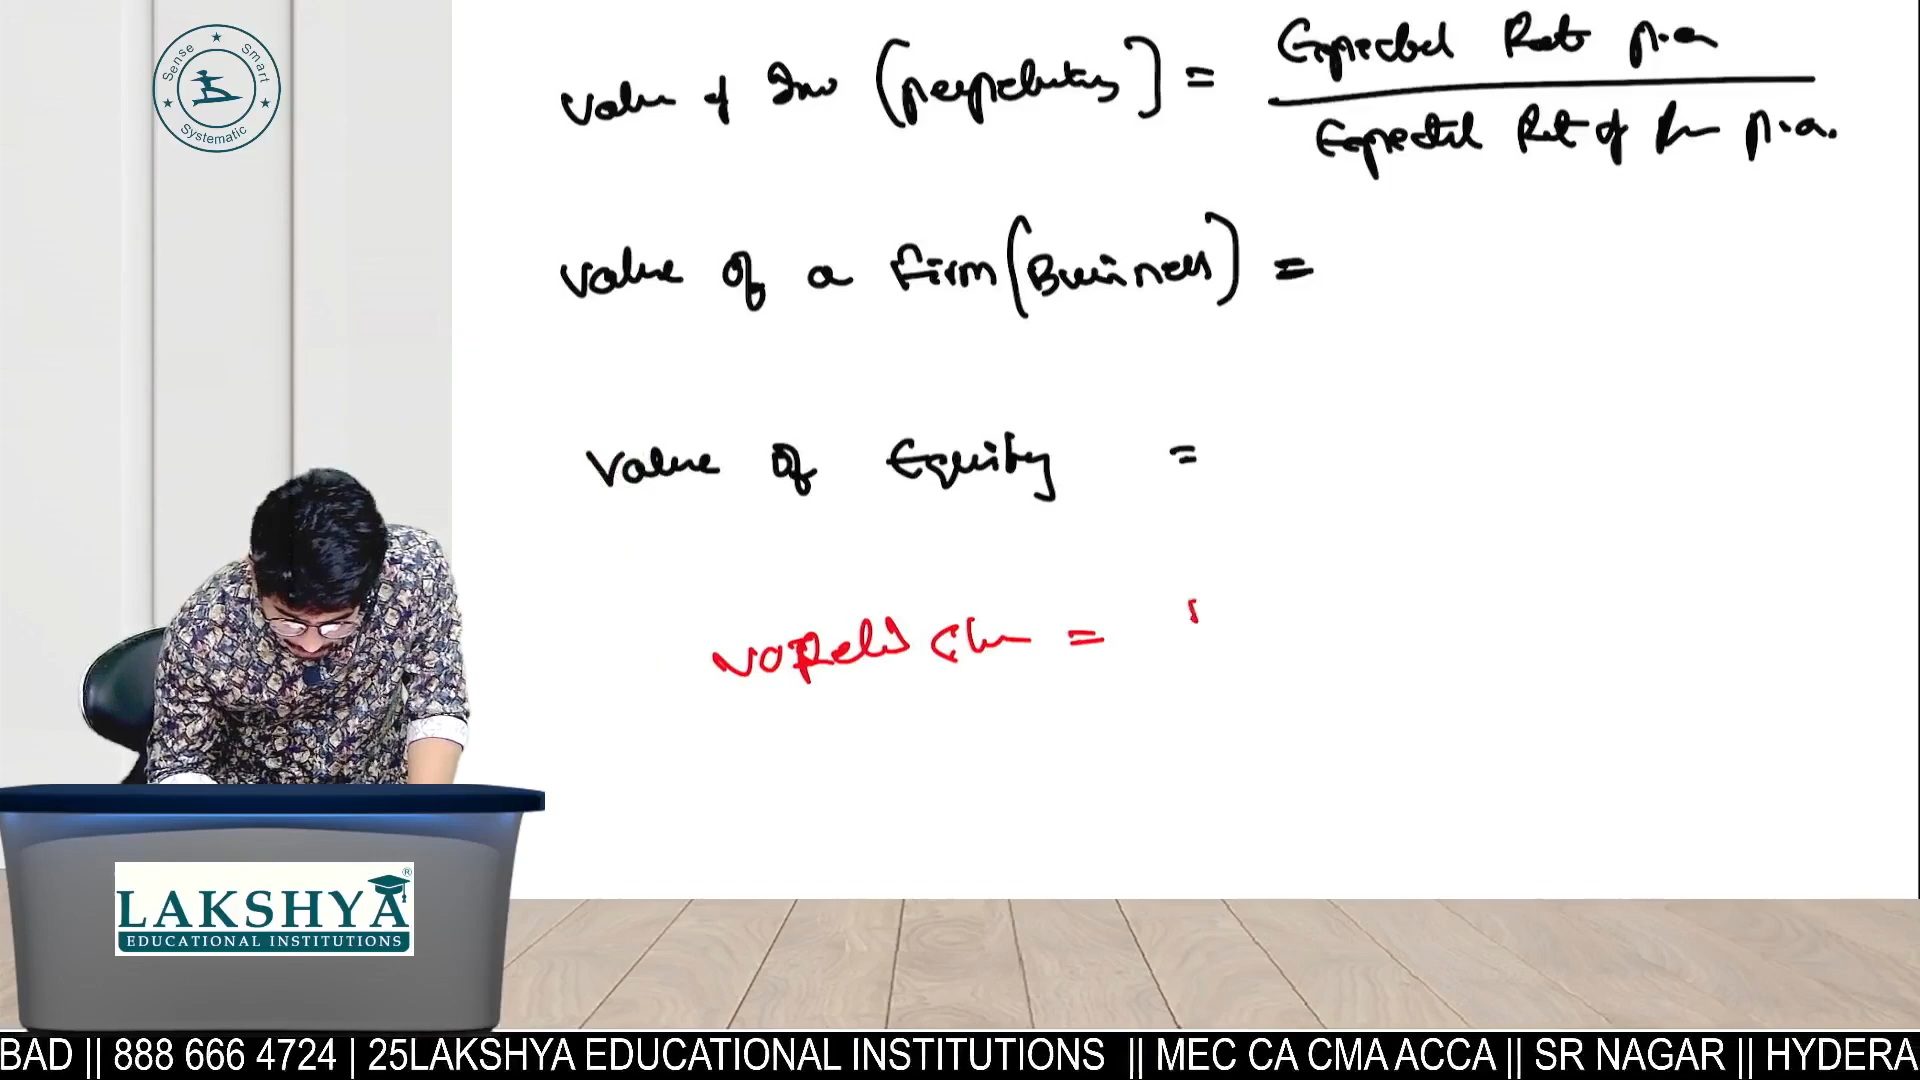 Sense Smart Systematic
Value of Inv (perpetuity) = Expected Ret p.a
Expected Ret of Inv p.a.
Value of a Firm (Business) =
Value of Equity =
=
LAKSHYA®
EDUCATIONAL INSTITUTIONS
BAD || 888 666 4724 | 25LAKSHYA EDUCATIONAL INSTITUTIONS || MEC CA CMA ACCA || SR NAGAR || HYDERA